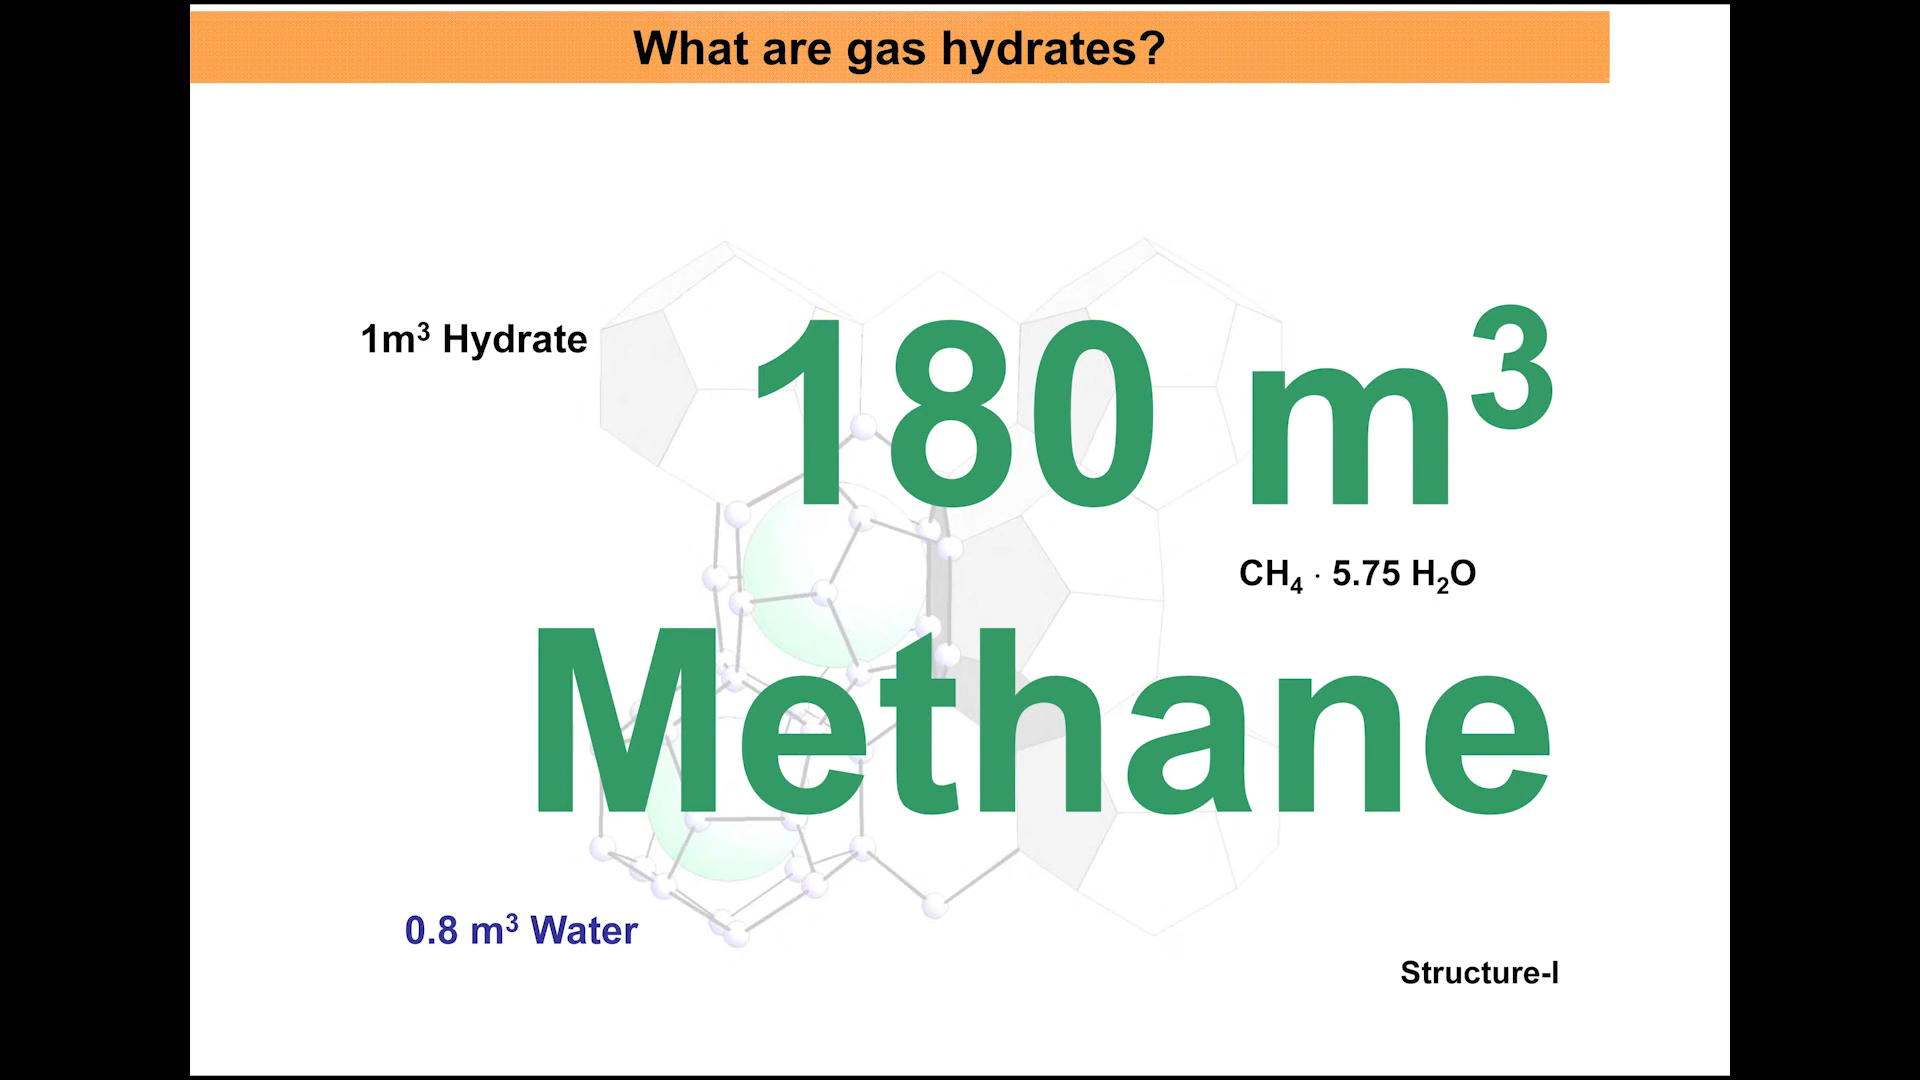 What are gas hydrates?
1m³ Hydrate
180 m³
CH₄ · 5.75 H₂O
Methane
0.8 m³ Water
Structure-I